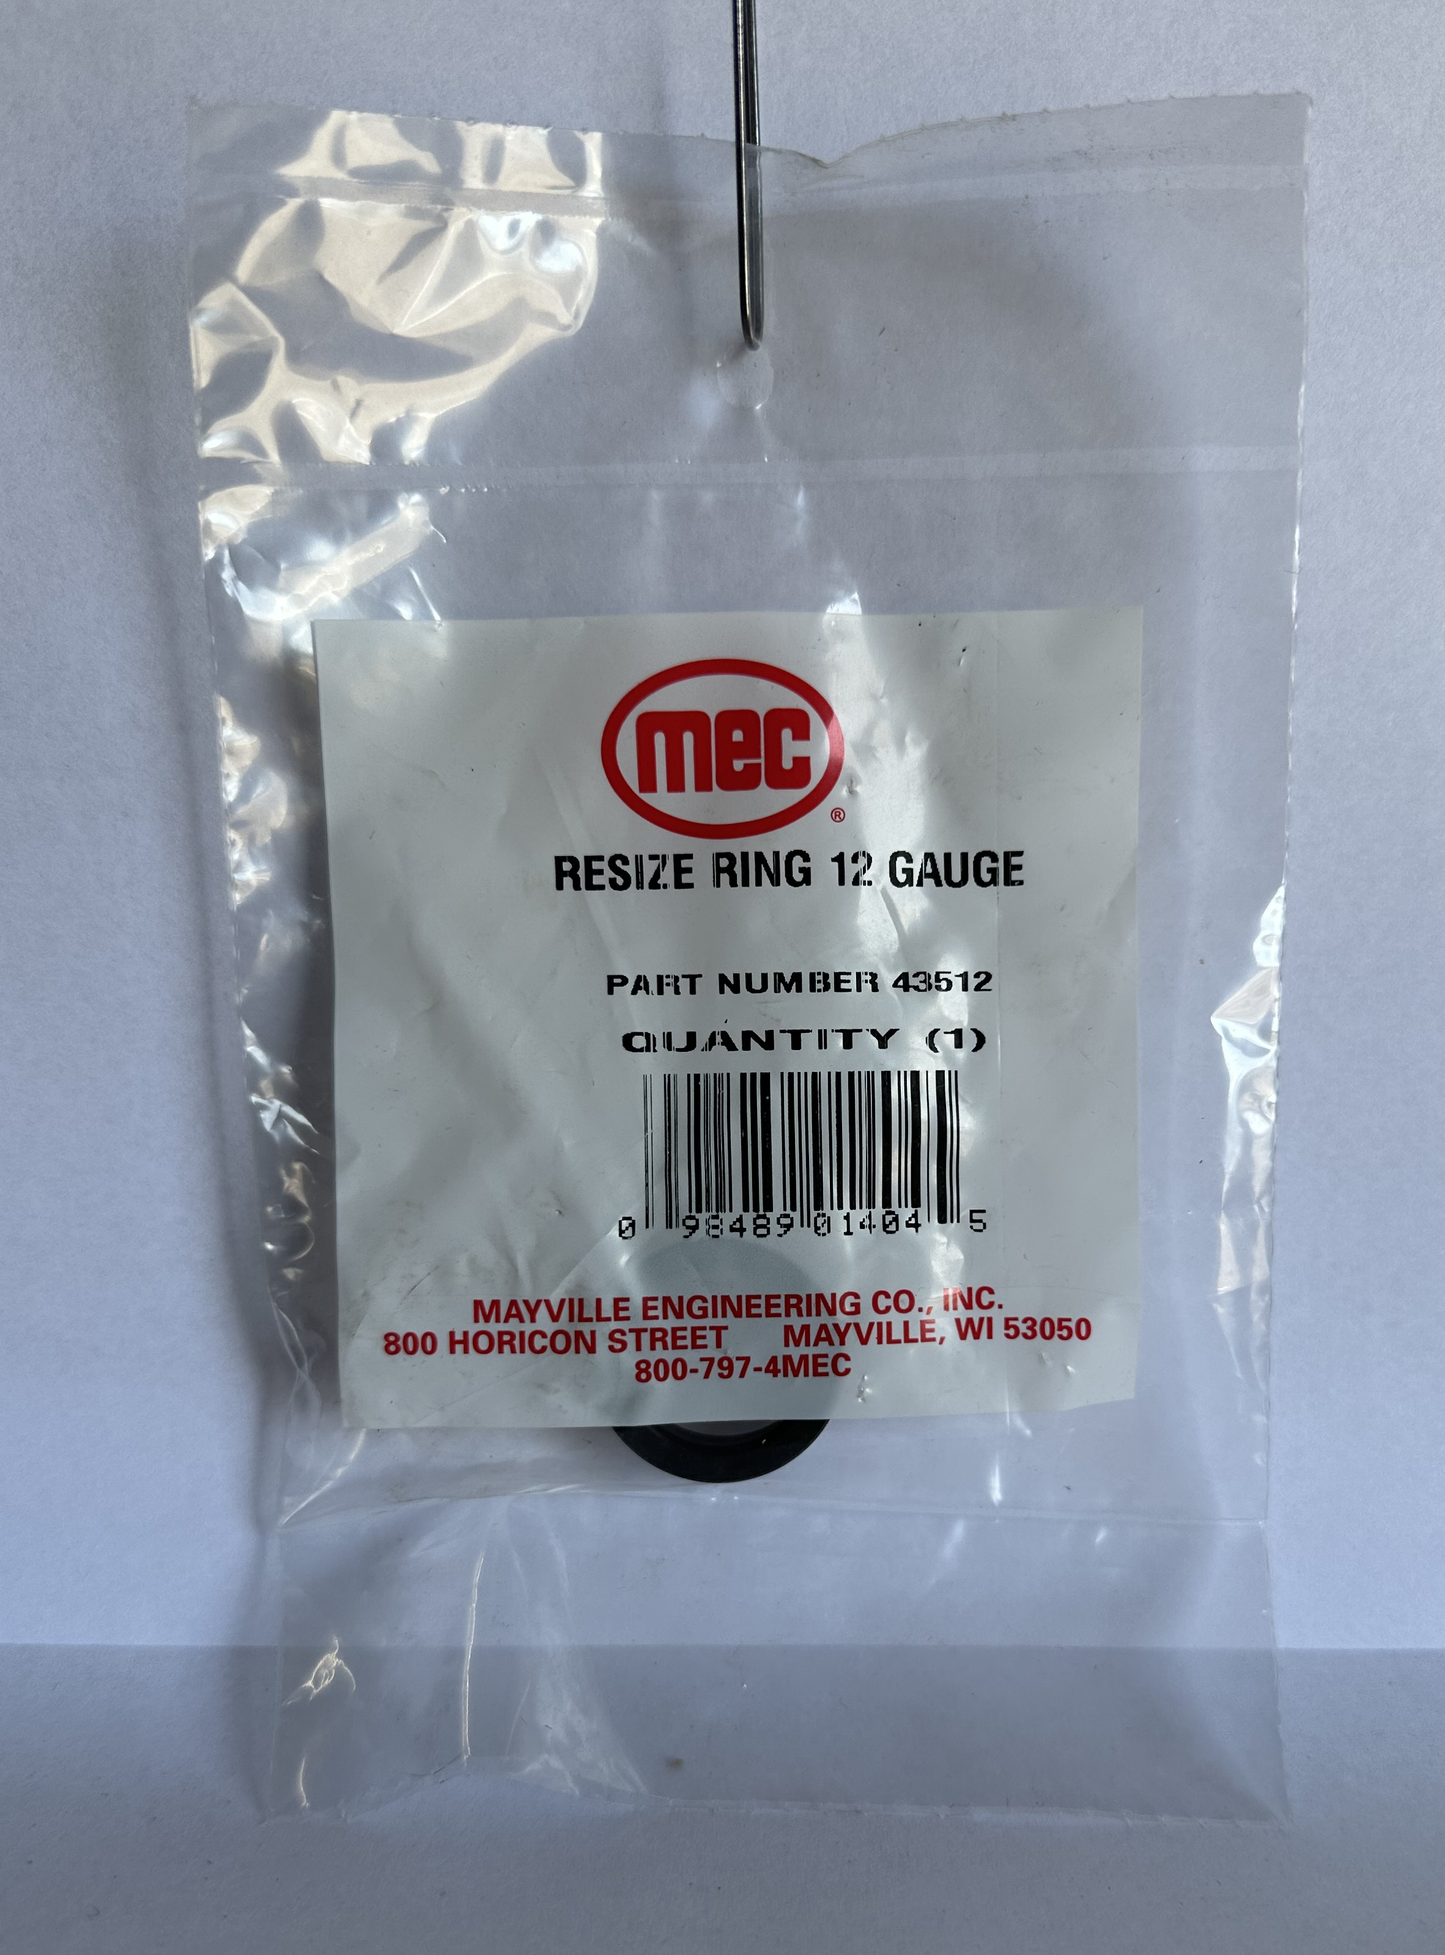 mec
®
RESIZE RING 12 GAUGE
PART NUMBER 43512
QUANTITY (1)
0 98489 01404 5
MAYVILLE ENGINEERING CO., INC.
800 HORICON STREET MAYVILLE, WI 53050
800-797-4MEC